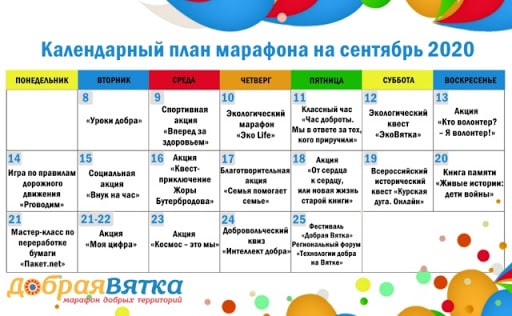 Календарный план марафона на сентябрь 2020
ПОНЕДЕЛЬНИК ВТОРНИК СРЕДА ЧЕТВЕРГ ПЯТНИЦА СУББОТА ВОСКРЕСЕНЬЕ
8
«Уроки добра»
9
Спортивная
акция
«Вперед за
здоровьем»
10
Экологический
марафон
«Эко Life»
11
Классный час
«Час доброты.
Мы в ответе за тех,
кого приручили»
12
Экологический
квест
«ЭкоВятка»
13
Акция
«Кто волонтер?
– Я волонтер!»
14
Игра по правилам
дорожного
движения
«Роводим»
15
Социальная
акция
«Внук на час»
16
Акция
«Квест-
приключение
Жоры
Бутербродова»
17
Благотворительная
акция
«Семья помогает
семье»
18
Акция
«От сердца
к сердцу,
или новая жизнь
старой книги»
19
Всероссийский
исторический
квест «Курская
дуга. Онлайн»
20
Книга памяти
«Живые истории:
дети войны»
21
Мастер-класс по
переработке
бумаги
«Пакет.net»
21-22
Акция
«Моя цифра»
23
Акция
«Космос – это мы»
24
Добровольческий
квиз
«Интеллект добра»
25
Фестиваль
«Добрая Вятка»
Региональный форум
«Технологии добра
на Вятке»
ДобраяВятка
марафон добрых территорий